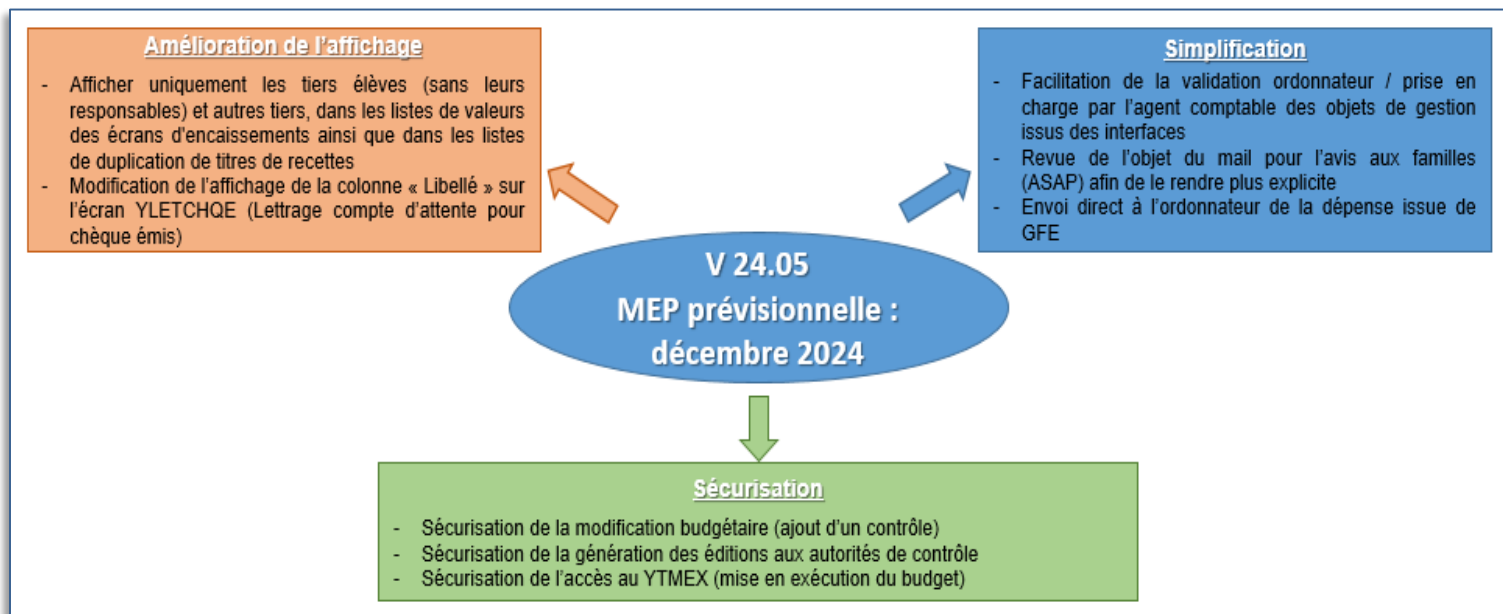 Amélioration de l'affichage
- Afficher uniquement les tiers élèves (sans leurs
responsables) et autres tiers, dans les listes de valeurs
des écrans d'encaissements ainsi que dans les listes
de duplication de titres de recettes
- Modification de l'affichage de la colonne « Libellé » sur
l'écran YLETCHQE (Lettrage compte d'attente pour
chèque émis)
Simplification
- Facilitation de la validation ordonnateur / prise en
charge par l'agent comptable des objets de gestion
issus des interfaces
- Revue de l'objet du mail pour l'avis aux familles
(ASAP) afin de le rendre plus explicite
- Envoi direct à l'ordonnateur de la dépense issue de
GFE
V 24.05
MEP prévisionnelle :
décembre 2024
Sécurisation
- Sécurisation de la modification budgétaire (ajout d'un contrôle)
- Sécurisation de la génération des éditions aux autorités de contrôle
- Sécurisation de l'accès au YTMEX (mise en exécution du budget)